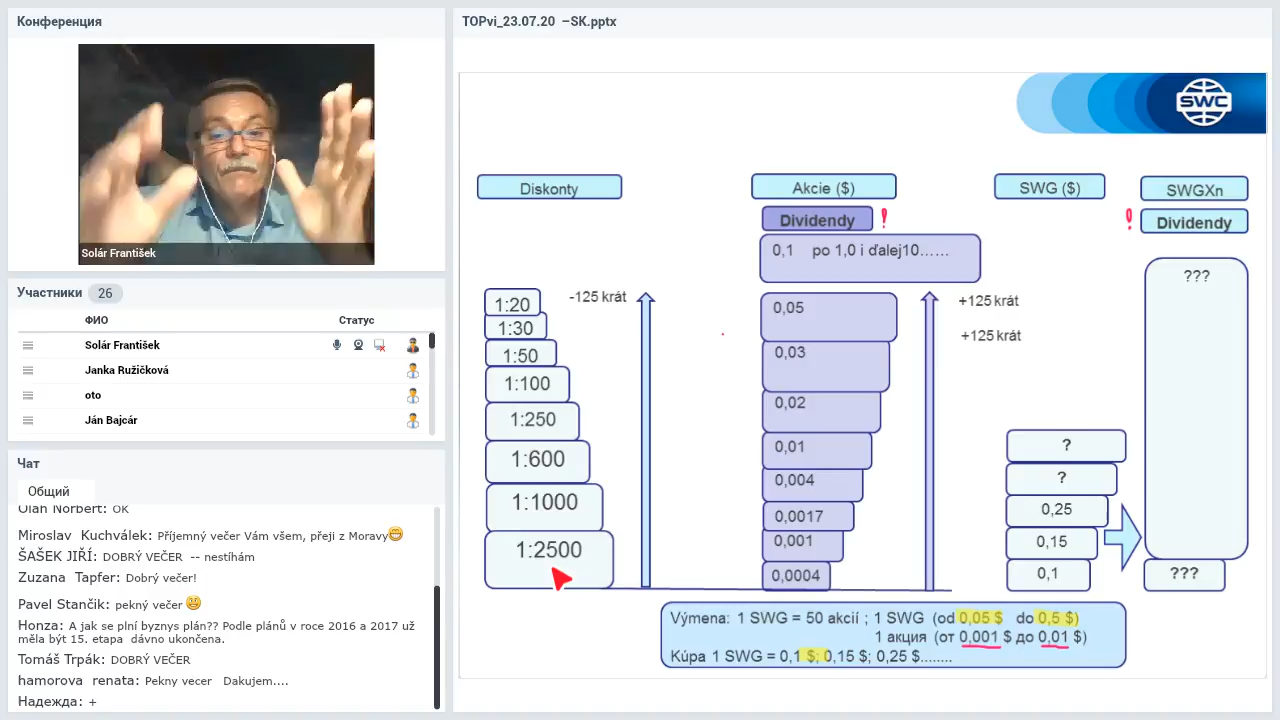 Конференция
Solár František
Участники 26
ФИО Статус
Solár František
Janka Ružičková
oto
Ján Bajcár
Чат
Общий
Olah Norbert: OK
Miroslav Kuchválek: Příjemný večer Vám všem, přeji z Moravy
ŠAŠEK JIŘÍ: DOBRÝ VEČER -- nestíhám
Zuzana Tapfer: Dobrý večer!
Pavel Stančik: pekný večer
Honza: A jak se plní byznys plán?? Podle plánů v roce 2016 a 2017 už
měla být 15. etapa dávno ukončena.
Tomáš Trpák: DOBRÝ VEČER
hamorova renata: Pekny vecer Dakujem....
Надежда: +
TOPvi_23.07.20 –SK.pptx
SWC
Diskonty
1:20
1:30
1:50
1:100
1:250
1:600
1:1000
1:2500
-125 krát
Akcie ($)
Dividendy !
0,1 po 1,0 i ďalej10......
0,05
0,03
0,02
0,01
0,004
0,0017
0,001
0,0004
+125 krát
+125 krát
SWG ($)
?
?
0,25
0,15
0,1
SWGXn
! Dividendy
???
???
Výmena: 1 SWG = 50 akcií ; 1 SWG (od 0,05 $ do 0,5 $)
1 акция (от 0,001 $ до 0,01 $)
Kúpa 1 SWG = 0,1 $; 0,15 $; 0,25 $........